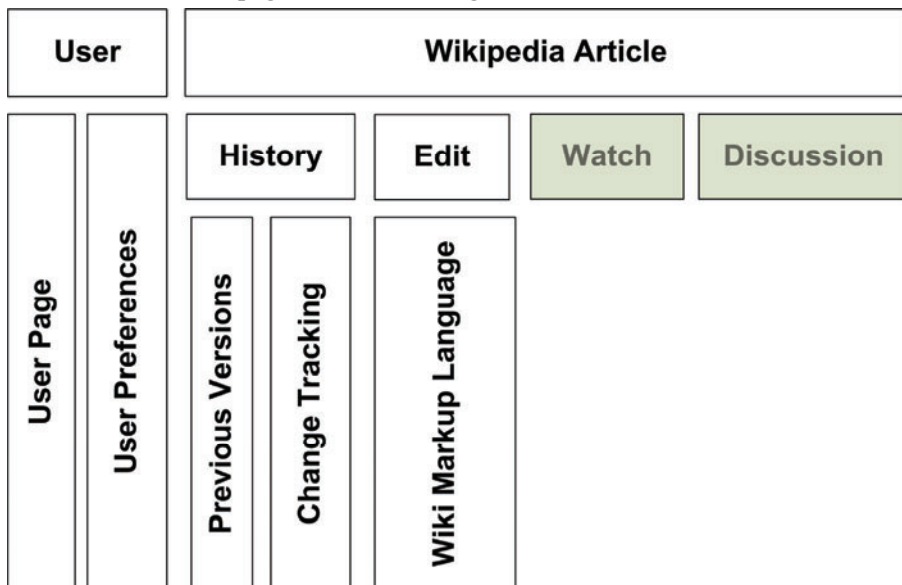 User
Wikipedia Article
History
Edit
Watch
Discussion
User Page
User Preferences
Previous Versions
Change Tracking
Wiki Markup Language